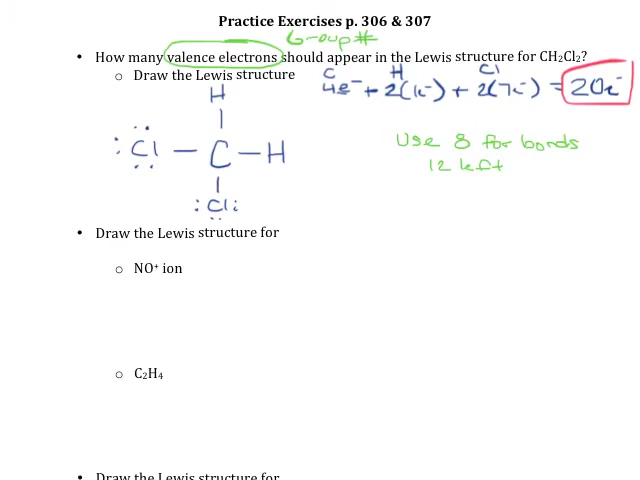 Practice Exercises p. 306 & 307
Group #
• How many valence electrons should appear in the Lewis structure for CH₂Cl₂?
o Draw the Lewis structure
C H Cl
4e⁻ + 2(1e⁻) + 2(7e⁻) = 20e⁻
H
Cl — C — H
Cl
Use 8 for bonds
12 left
• Draw the Lewis structure for
o NO⁺ ion
o C₂H₄
• Draw the Lewis structure for